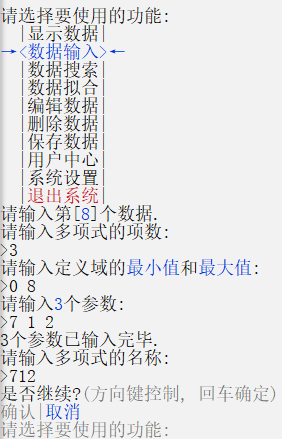 请选择要使用的功能:
|显示数据|
→<数据输入>←
|数据搜索|
|数据拟合|
|编辑数据|
|删除数据|
|保存数据|
|用户中心|
|系统设置|
|退出系统|
请输入第[8]个数据.
请输入多项式的项数:
>3
请输入定义域的最小值和最大值:
>0 8
请输入3个参数:
>7 1 2
3个参数已输入完毕.
请输入多项式的名称:
>712
是否继续?(方向键控制, 回车确定)
确认|取消
请选择要使用的功能: